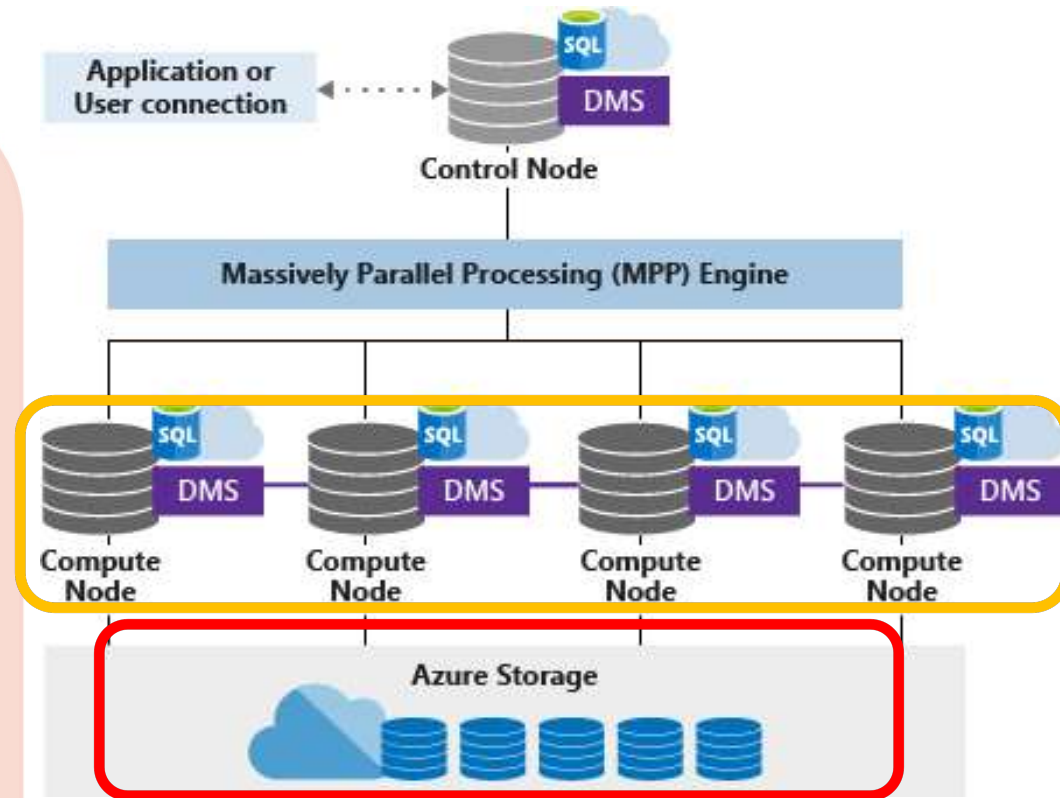 Application or
User connection
SQL
DMS
Control Node
Massively Parallel Processing (MPP) Engine
SQL
DMS
SQL
DMS
SQL
DMS
SQL
DMS
Compute
Node
Compute
Node
Compute
Node
Compute
Node
Azure Storage